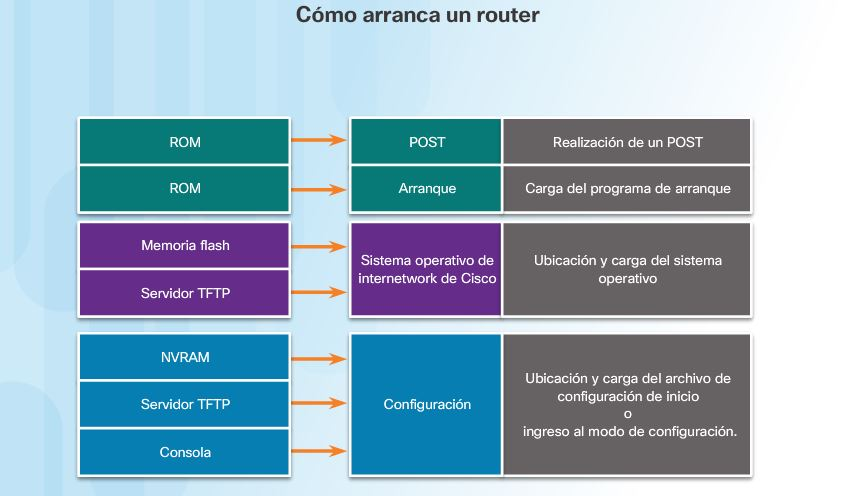 Cómo arranca un router
ROM
POST
Realización de un POST
ROM
Arranque
Carga del programa de arranque
Memoria flash
Servidor TFTP
Sistema operativo de
internetwork de Cisco
Ubicación y carga del sistema
operativo
NVRAM
Servidor TFTP
Consola
Configuración
Ubicación y carga del archivo de
configuración de inicio
o
ingreso al modo de configuración.